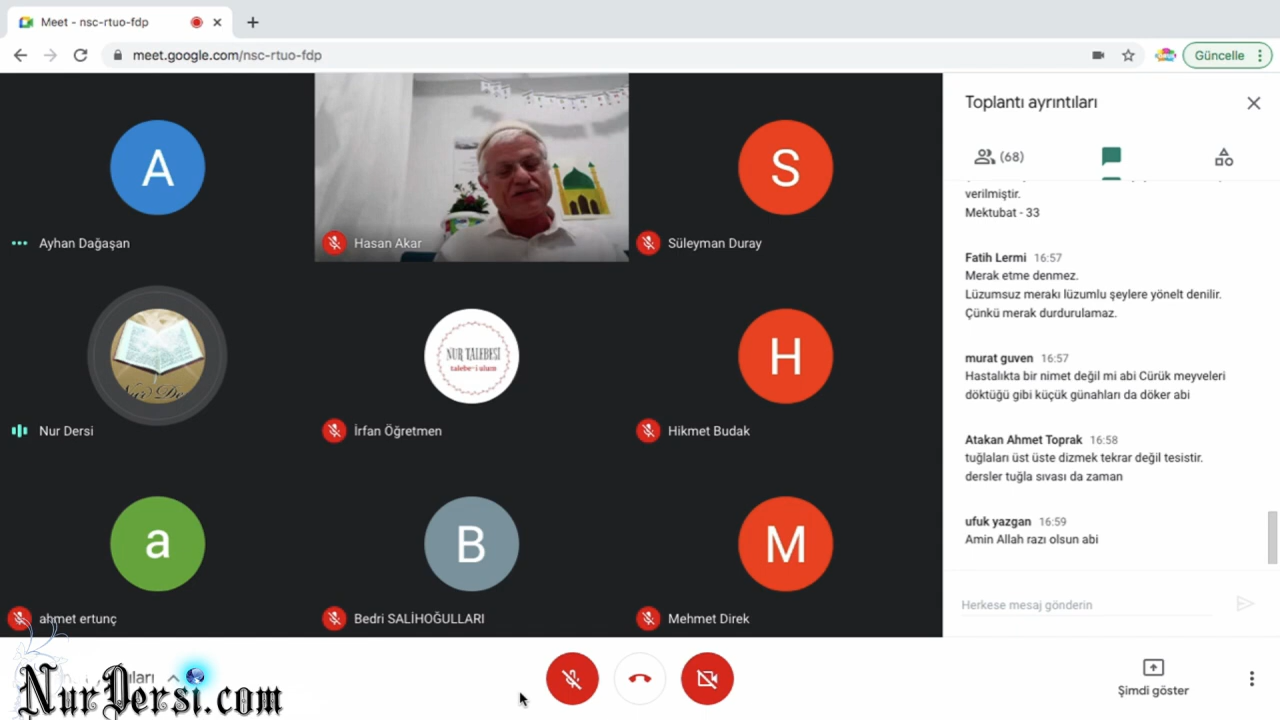 Meet - nsc-rtuo-fdp
meet.google.com/nsc-rtuo-fdp
Güncelle
A
Ayhan Dağaşan
Hasan Akar
S
Süleyman Duray
Nur Dersi
NUR TALEBESİ
talebe-i ulum
İrfan Öğretmen
H
Hikmet Budak
a
ahmet ertunç
B
Bedri SALİHOĞULLARI
M
Mehmet Direk
Toplantı ayrıntıları
(68)
verilmiştir.
Mektubat - 33
Fatih Lermi 16:57
Merak etme denmez.
Lüzumsuz merakı lüzumlu şeylere yönelt denilir.
Çünkü merak durdurulamaz.
murat guven 16:57
Hastalıkta bir nimet değil mi abi Cürük meyveleri
döktüğü gibi küçük günahları da döker abi
Atakan Ahmet Toprak 16:58
tuğlaları üst üste dizmek tekrar değil tesistir.
dersler tuğla sıvası da zaman
ufuk yazgan 16:59
Amin Allah razı olsun abi
Herkese mesaj gönderin
Şimdi göster
NurDersi.com